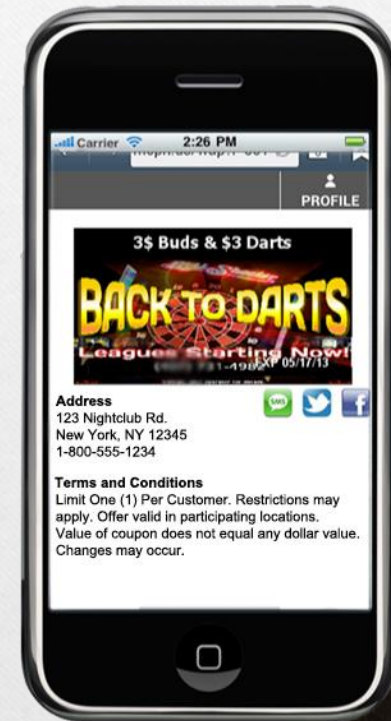 Carrier 2:26 PM
PROFILE
3$ Buds & $3 Darts
BACK TO DARTS
Leagues Starting Now!
EXP 05/17/13
Address
123 Nightclub Rd.
New York, NY 12345
1-800-555-1234
SMS
Terms and Conditions
Limit One (1) Per Customer. Restrictions may
apply. Offer valid in participating locations.
Value of coupon does not equal any dollar value.
Changes may occur.